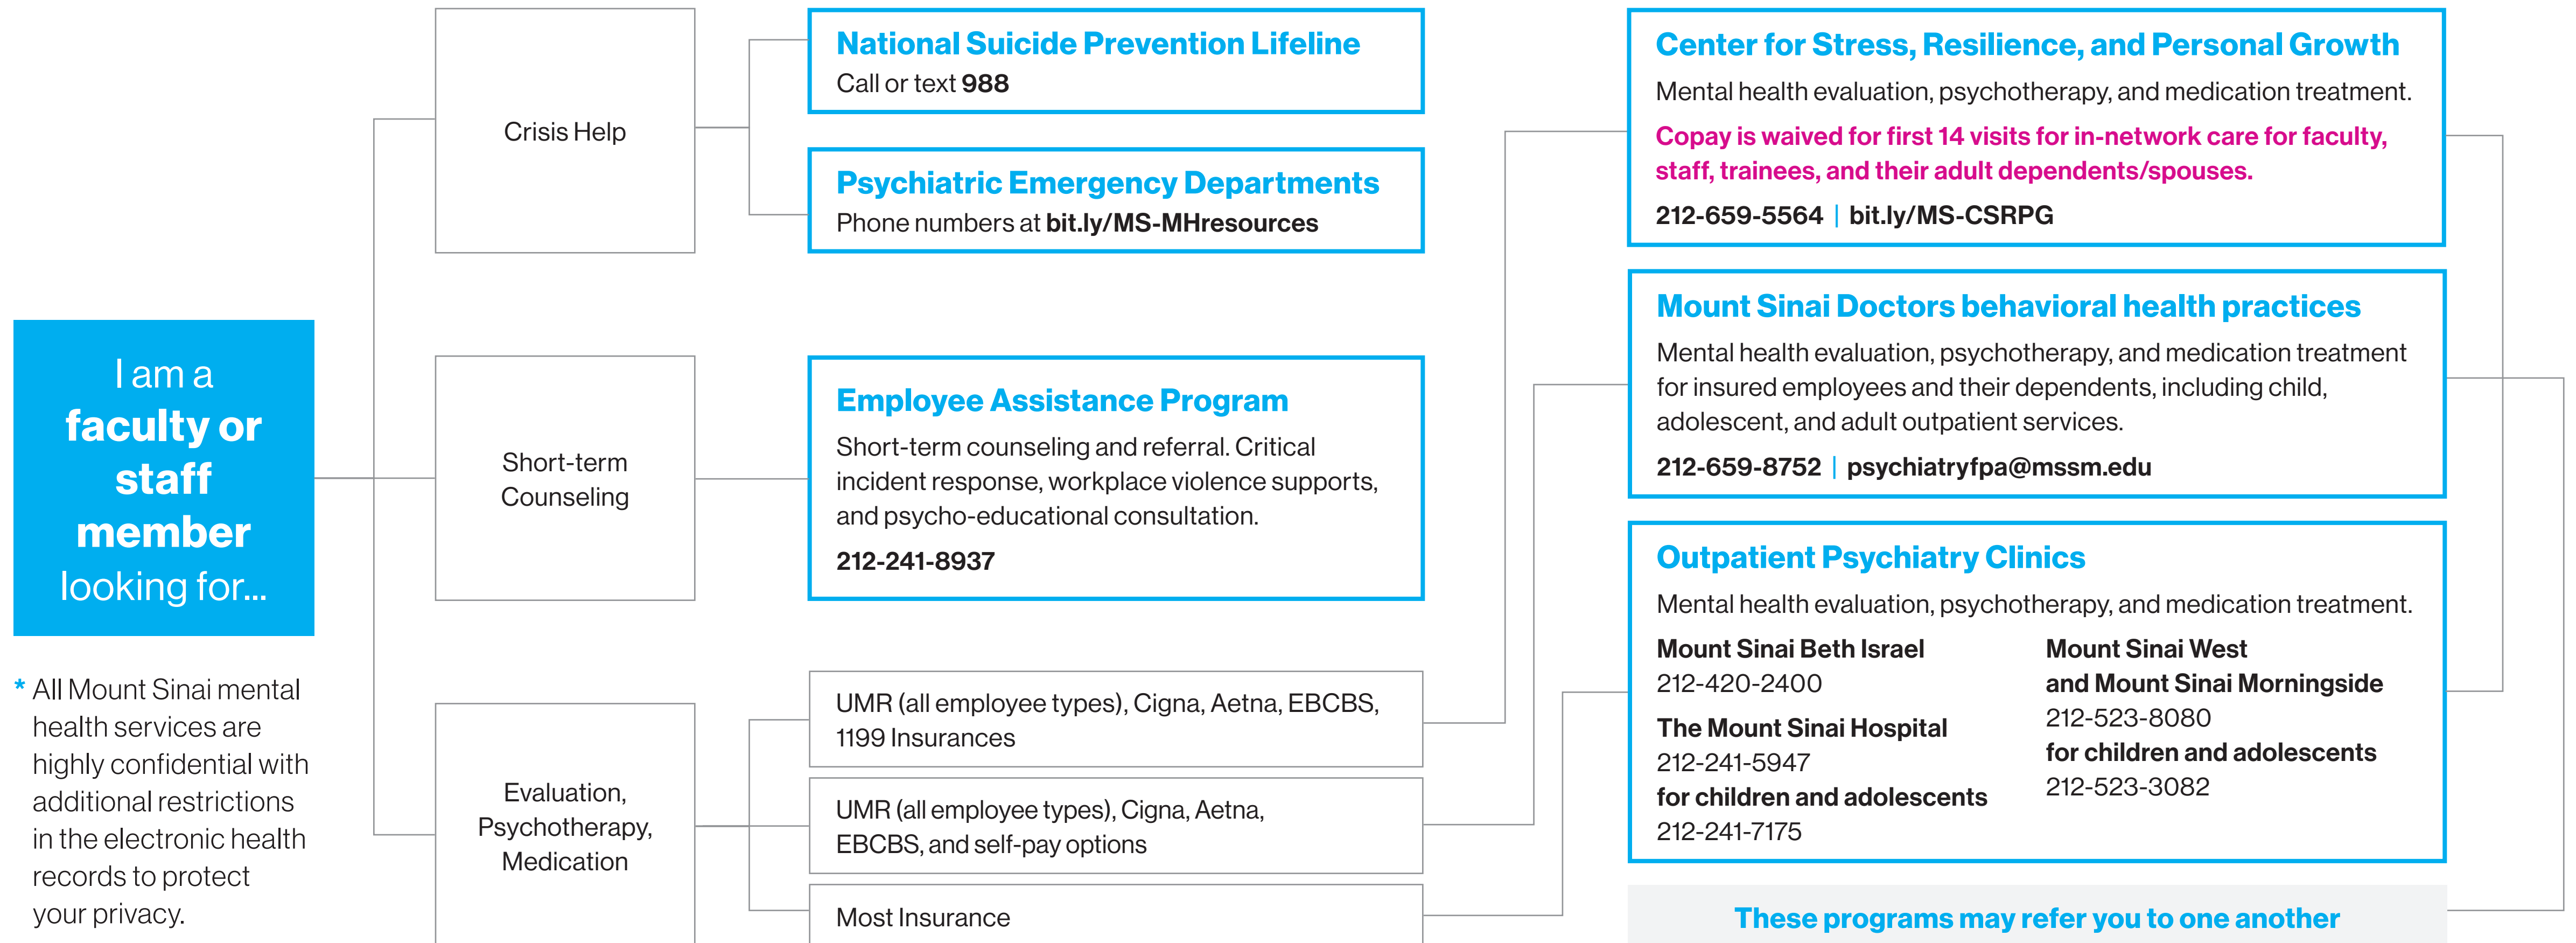 I am a
faculty or
staff
member
looking for...
* All Mount Sinai mental
health services are
highly confidential with
additional restrictions
in the electronic health
records to protect
your privacy.
Crisis Help
National Suicide Prevention Lifeline
Call or text 988
Psychiatric Emergency Departments
Phone numbers at bit.ly/MS-MHresources
Short-term
Counseling
Employee Assistance Program
Short-term counseling and referral. Critical
incident response, workplace violence supports,
and psycho-educational consultation.
212-241-8937
Evaluation,
Psychotherapy,
Medication
UMR (all employee types), Cigna, Aetna, EBCBS,
1199 Insurances
UMR (all employee types), Cigna, Aetna,
EBCBS, and self-pay options
Most Insurance
Center for Stress, Resilience, and Personal Growth
Mental health evaluation, psychotherapy, and medication treatment.
Copay is waived for first 14 visits for in-network care for faculty,
staff, trainees, and their adult dependents/spouses.
212-659-5564 | bit.ly/MS-CSRPG
Mount Sinai Doctors behavioral health practices
Mental health evaluation, psychotherapy, and medication treatment
for insured employees and their dependents, including child,
adolescent, and adult outpatient services.
212-659-8752 | psychiatryfpa@mssm.edu
Outpatient Psychiatry Clinics
Mental health evaluation, psychotherapy, and medication treatment.
Mount Sinai Beth Israel
212-420-2400
The Mount Sinai Hospital
212-241-5947
for children and adolescents
212-241-7175
Mount Sinai West
and Mount Sinai Morningside
212-523-8080
for children and adolescents
212-523-3082
These programs may refer you to one another